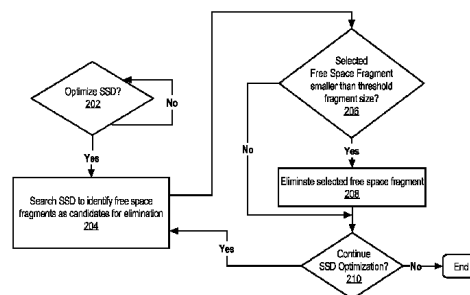 Optimize SSD?
202
No
Yes
Search SSD to identify free space
fragments as candidates for elimination
204
Selected
Free Space Fragment
smaller than threshold
fragment size?
206
No
Yes
Eliminate selected free space fragment
208
Continue
SSD Optimization?
210
Yes
No
End